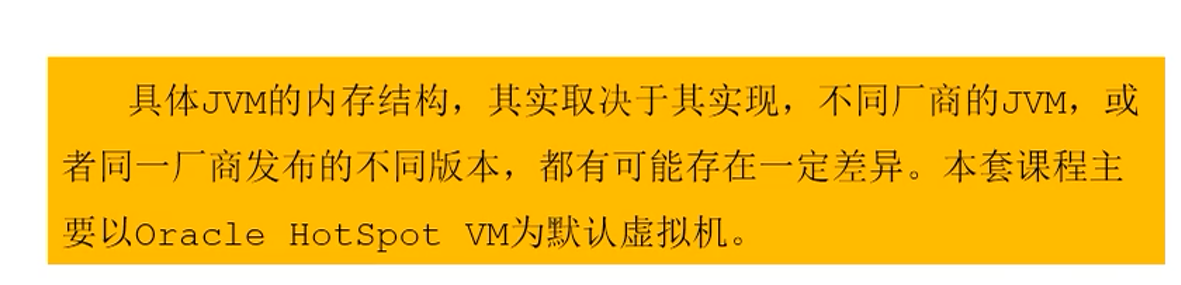 具体JVM的内存结构，其实取决于其实现，不同厂商的JVM，或
者同一厂商发布的不同版本，都有可能存在一定差异。本套课程主
要以Oracle HotSpot VM为默认虚拟机。